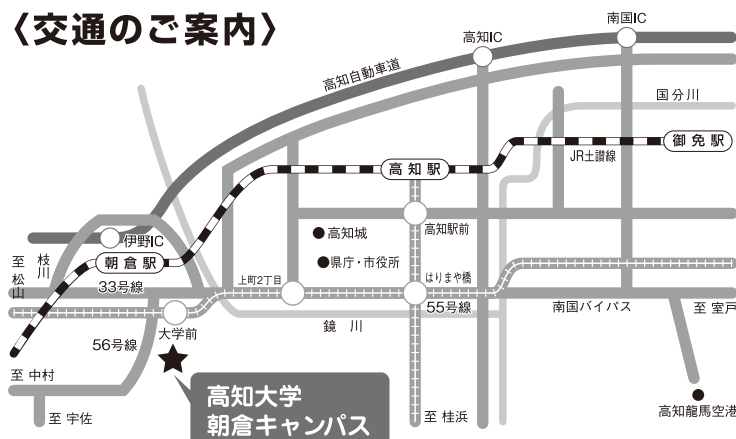 〈交通のご案内〉
南国IC
高知IC
高知自動車道
国分川
御免駅
JR土讃線
高知駅
高知駅前
高知城
県庁・市役所
伊野IC
枝川
至松山
朝倉駅
33号線
上町2丁目
はりまや橋
55号線
南国バイパス
至 室戸
大学前
鏡 川
56号線
至 中村
至 宇佐
高知大学
朝倉キャンパス
至 桂浜
高知龍馬空港